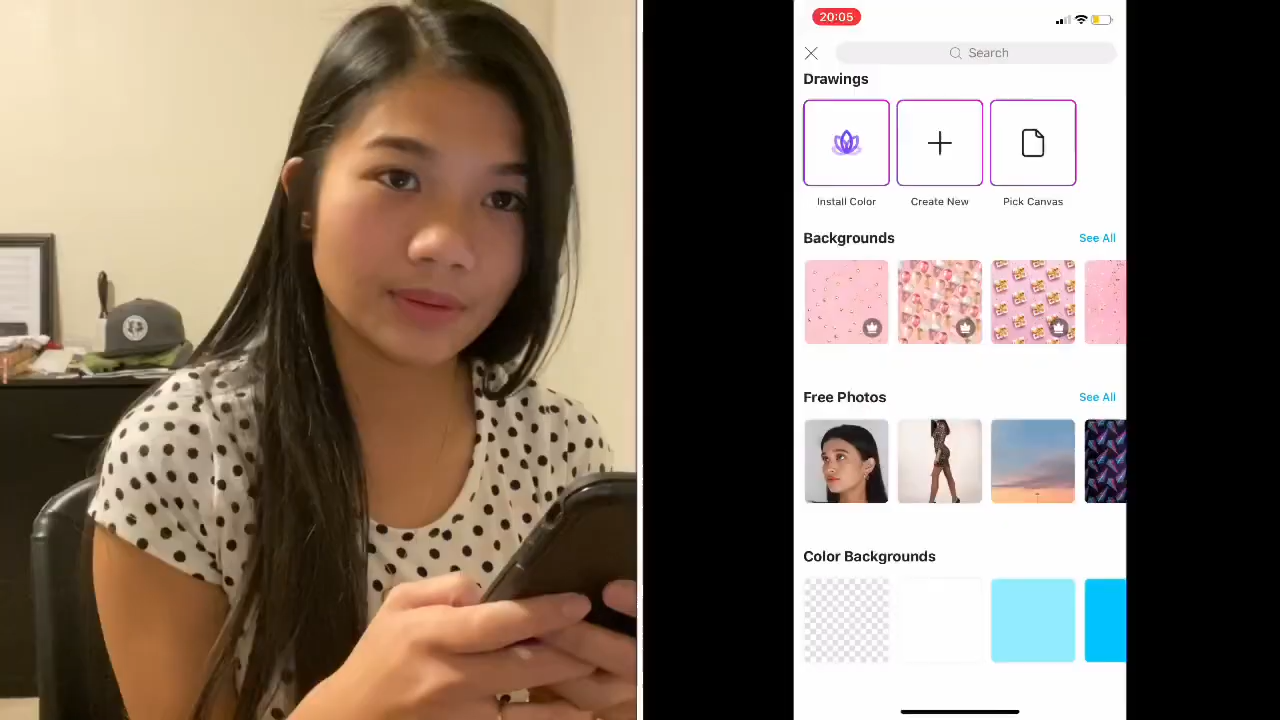 20:05
Search
Drawings
Install Color
Create New
Pick Canvas
Backgrounds
See All
Free Photos
See All
Color Backgrounds